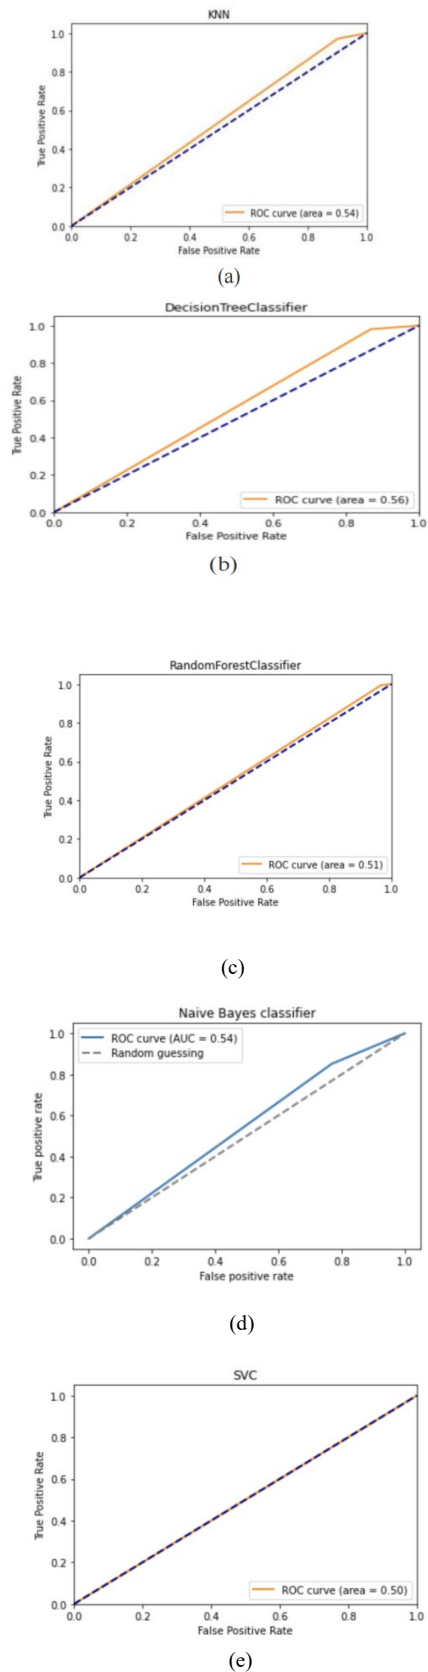 KNN
1.0
0.8
0.6
0.4
0.2
0.0
True Positive Rate
ROC curve (area = 0.54)
0.0 0.2 0.4 0.6 0.8 1.0
False Positive Rate
(a)
DecisionTreeClassifier
1.0
0.8
0.6
0.4
0.2
0.0
True Positive Rate
ROC curve (area = 0.56)
0.0 0.2 0.4 0.6 0.8 1.0
False Positive Rate
(b)
RandomForestClassifier
1.0
0.8
0.6
0.4
0.2
0.0
True Positive Rate
ROC curve (area = 0.51)
0.0 0.2 0.4 0.6 0.8 1.0
False Positive Rate
(c)
Naive Bayes classifier
ROC curve (AUC = 0.54)
Random guessing
1.0
0.8
0.6
0.4
0.2
0.0
True positive rate
0.0 0.2 0.4 0.6 0.8 1.0
False positive rate
(d)
SVC
1.0
0.8
0.6
0.4
0.2
0.0
True Positive Rate
ROC curve (area = 0.50)
0.0 0.2 0.4 0.6 0.8 1.0
False Positive Rate
(e)